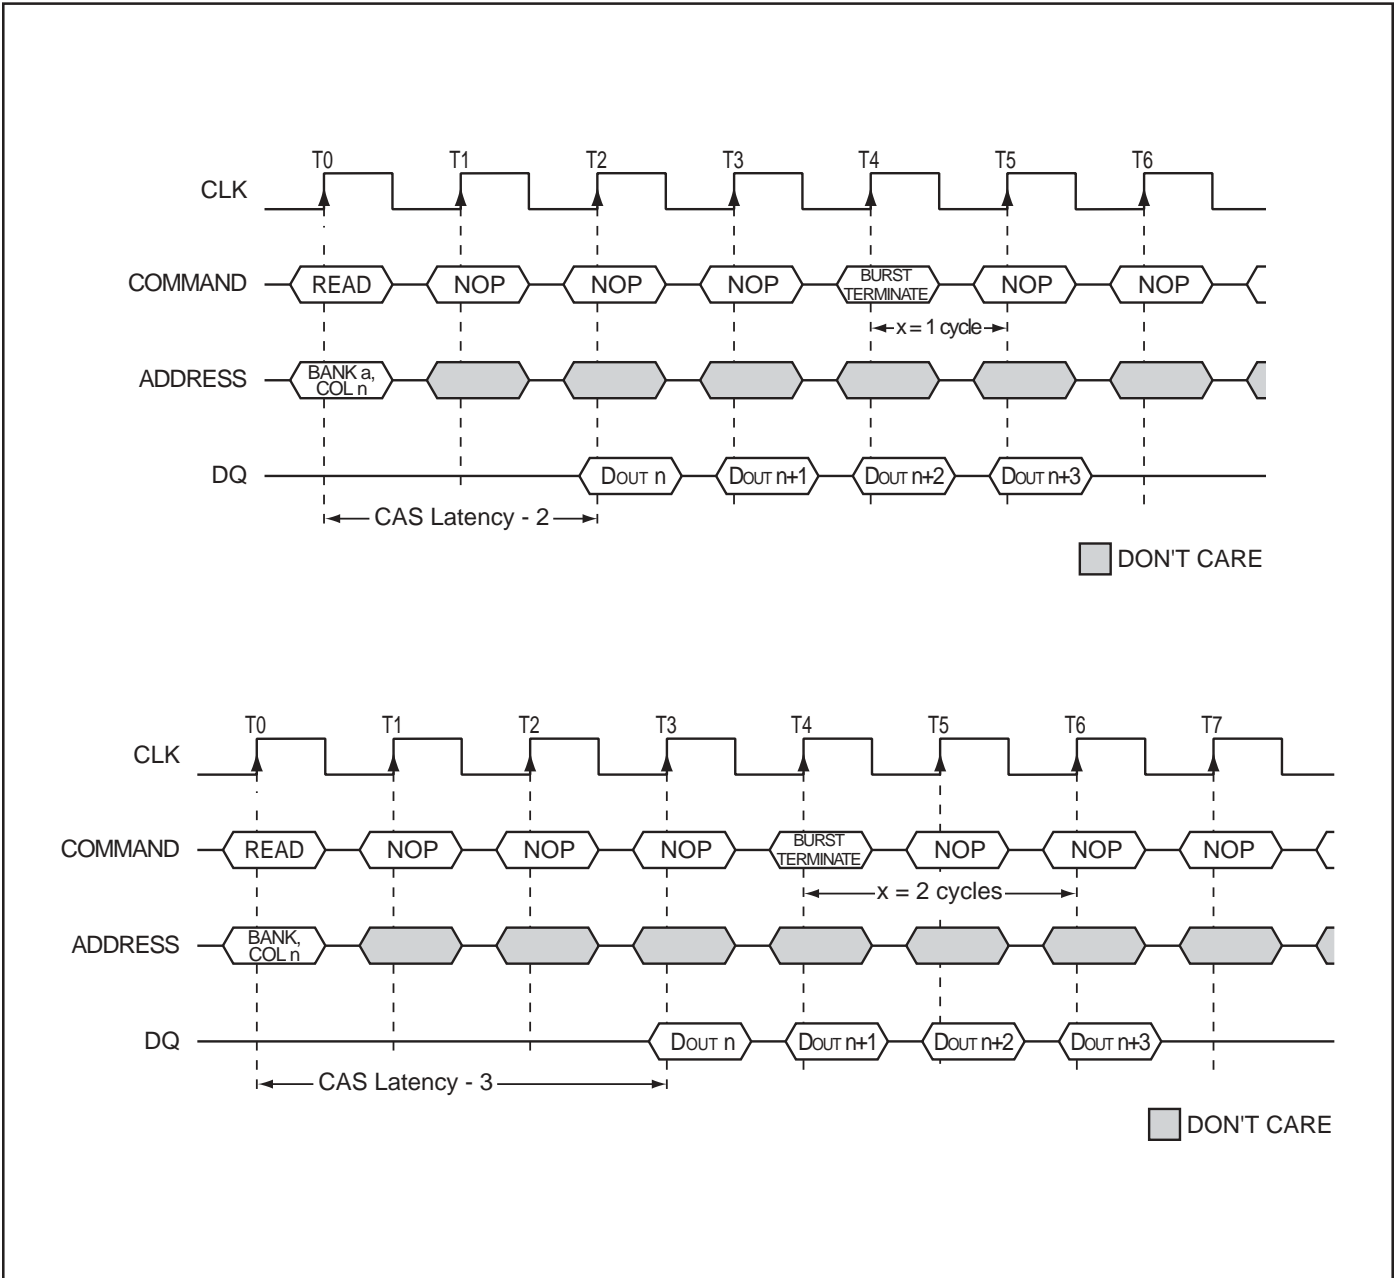 T0 T1 T2 T3 T4 T5 T6
CLK
COMMAND READ NOP NOP NOP BURST TERMINATE NOP NOP
x = 1 cycle
ADDRESS BANK a, COL n
DQ DOUT n DOUT n+1 DOUT n+2 DOUT n+3
CAS Latency - 2
DON'T CARE
T0 T1 T2 T3 T4 T5 T6 T7
CLK
COMMAND READ NOP NOP NOP BURST TERMINATE NOP NOP NOP
x = 2 cycles
ADDRESS BANK, COL n
DQ DOUT n DOUT n+1 DOUT n+2 DOUT n+3
CAS Latency - 3
DON'T CARE